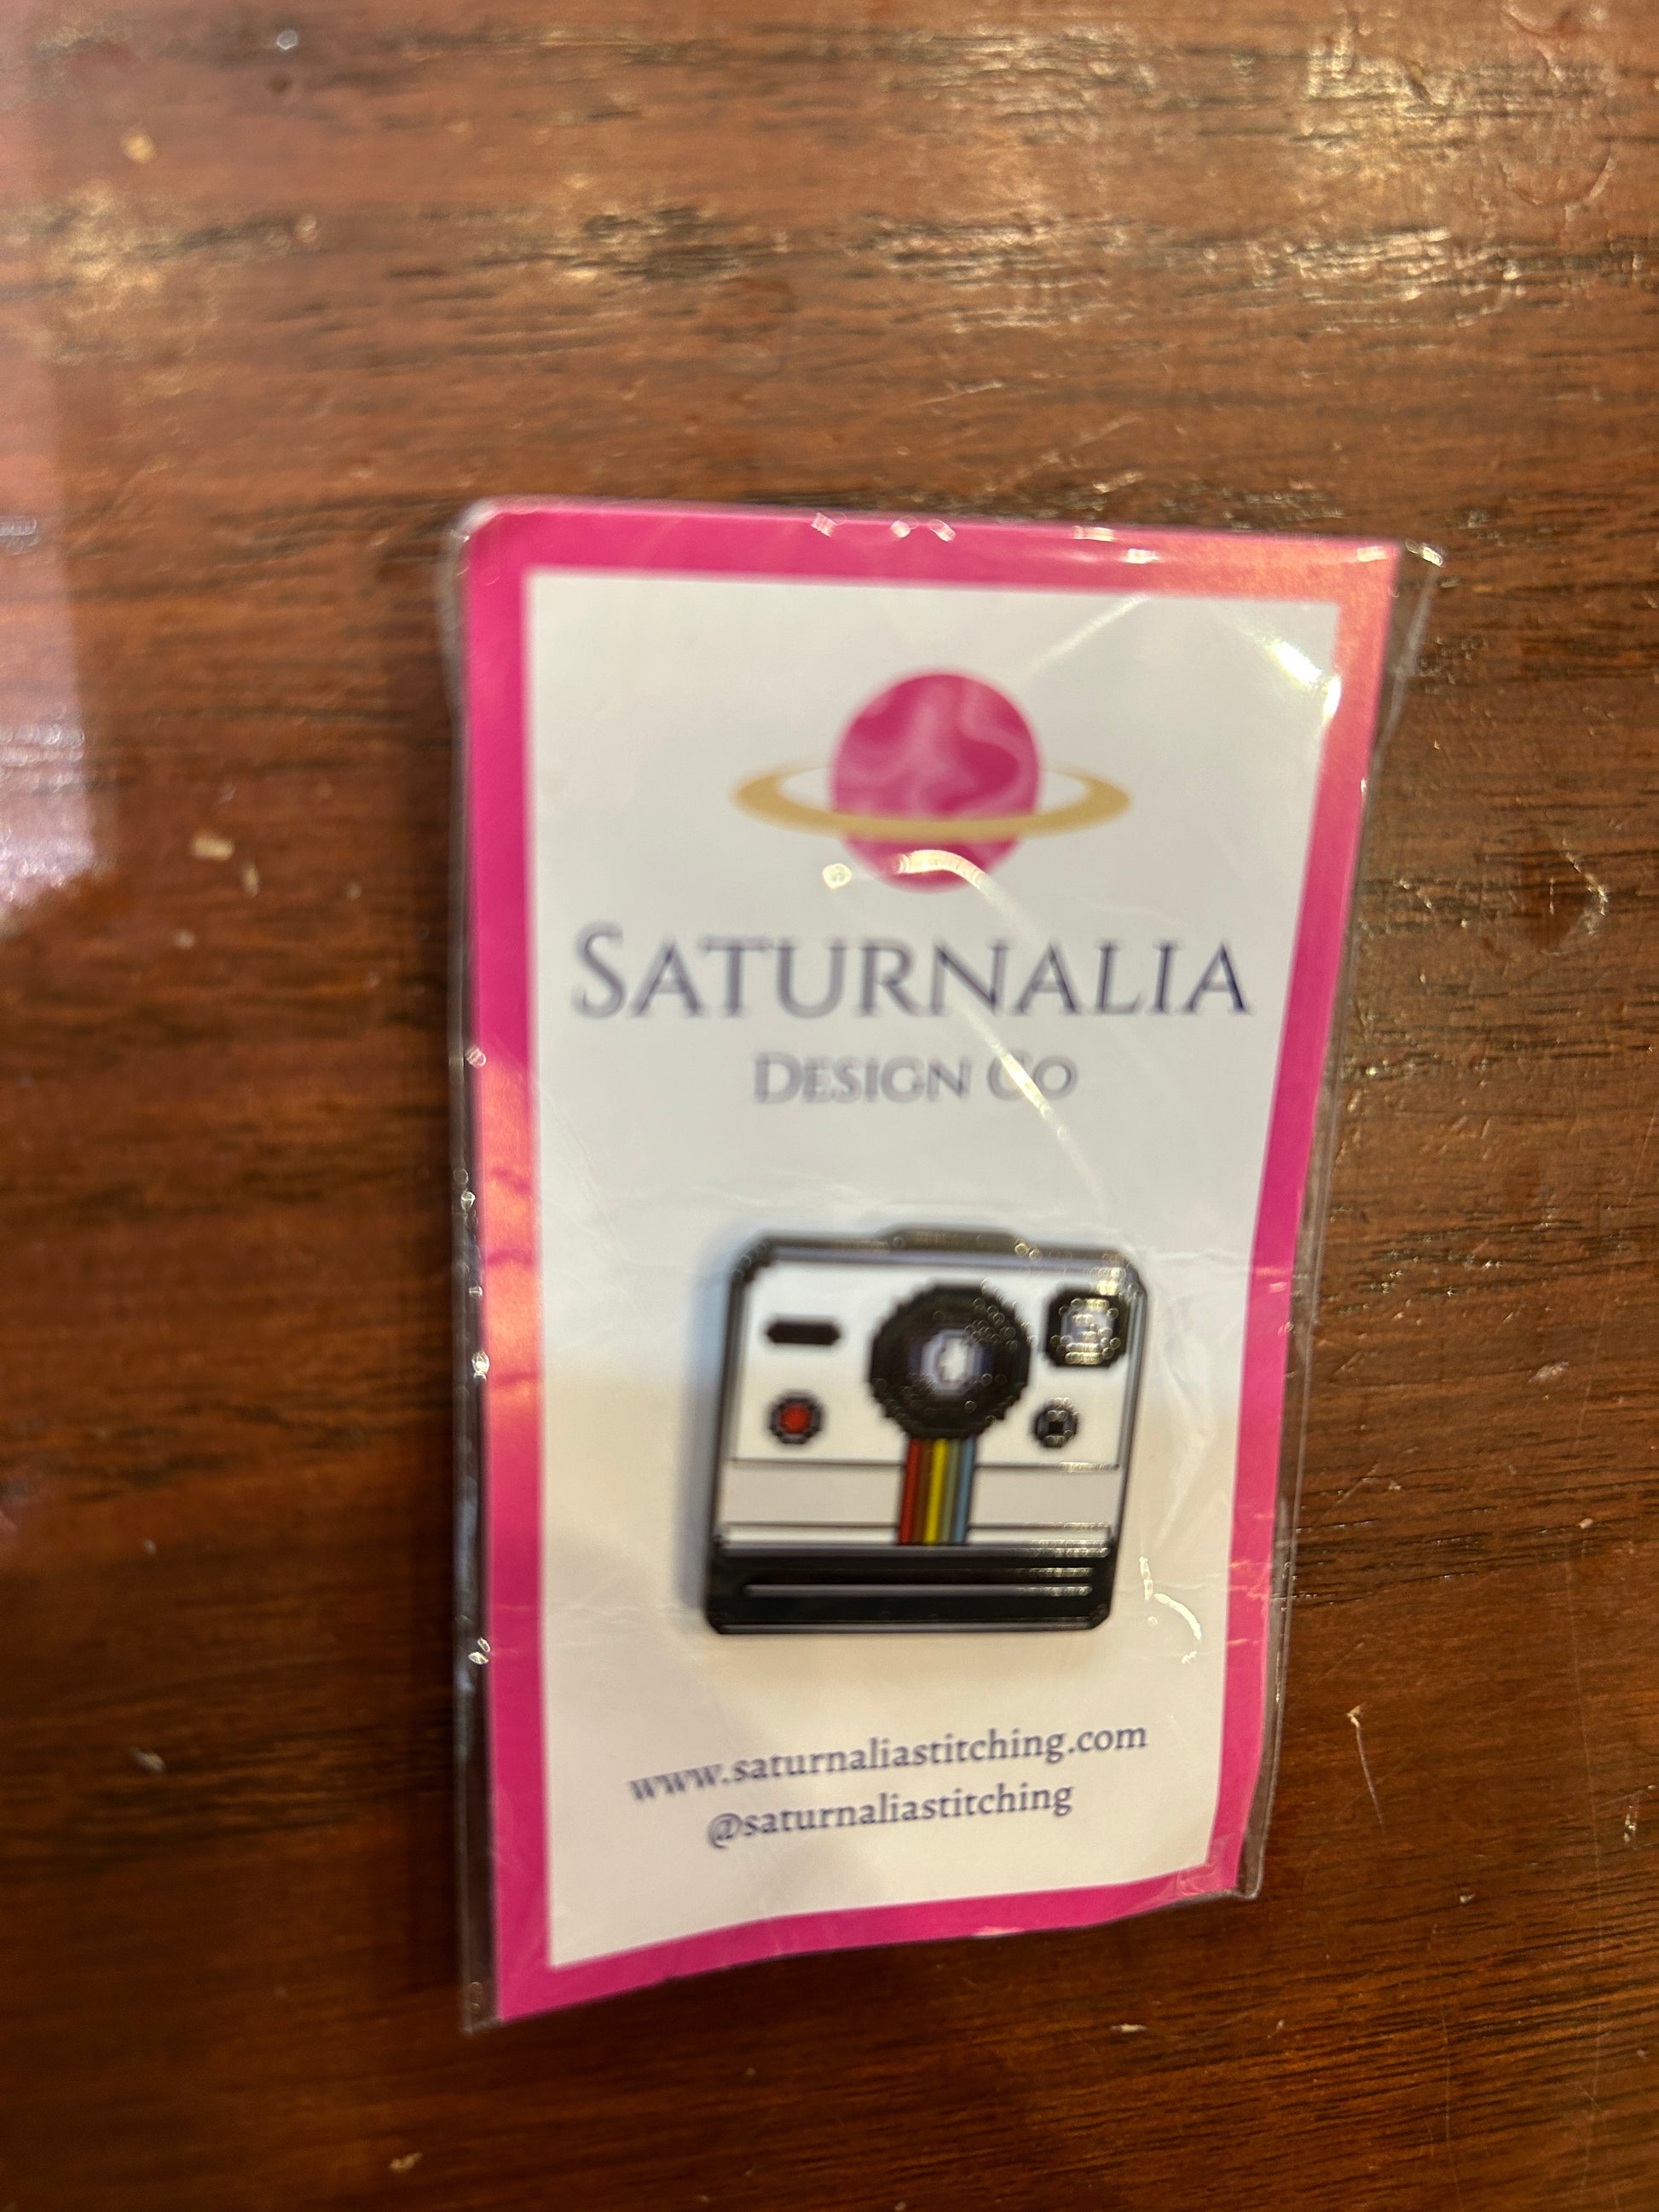 SATURNALIA
DESIGN CO
www.saturnaliastitching.com
@saturnaliastitching